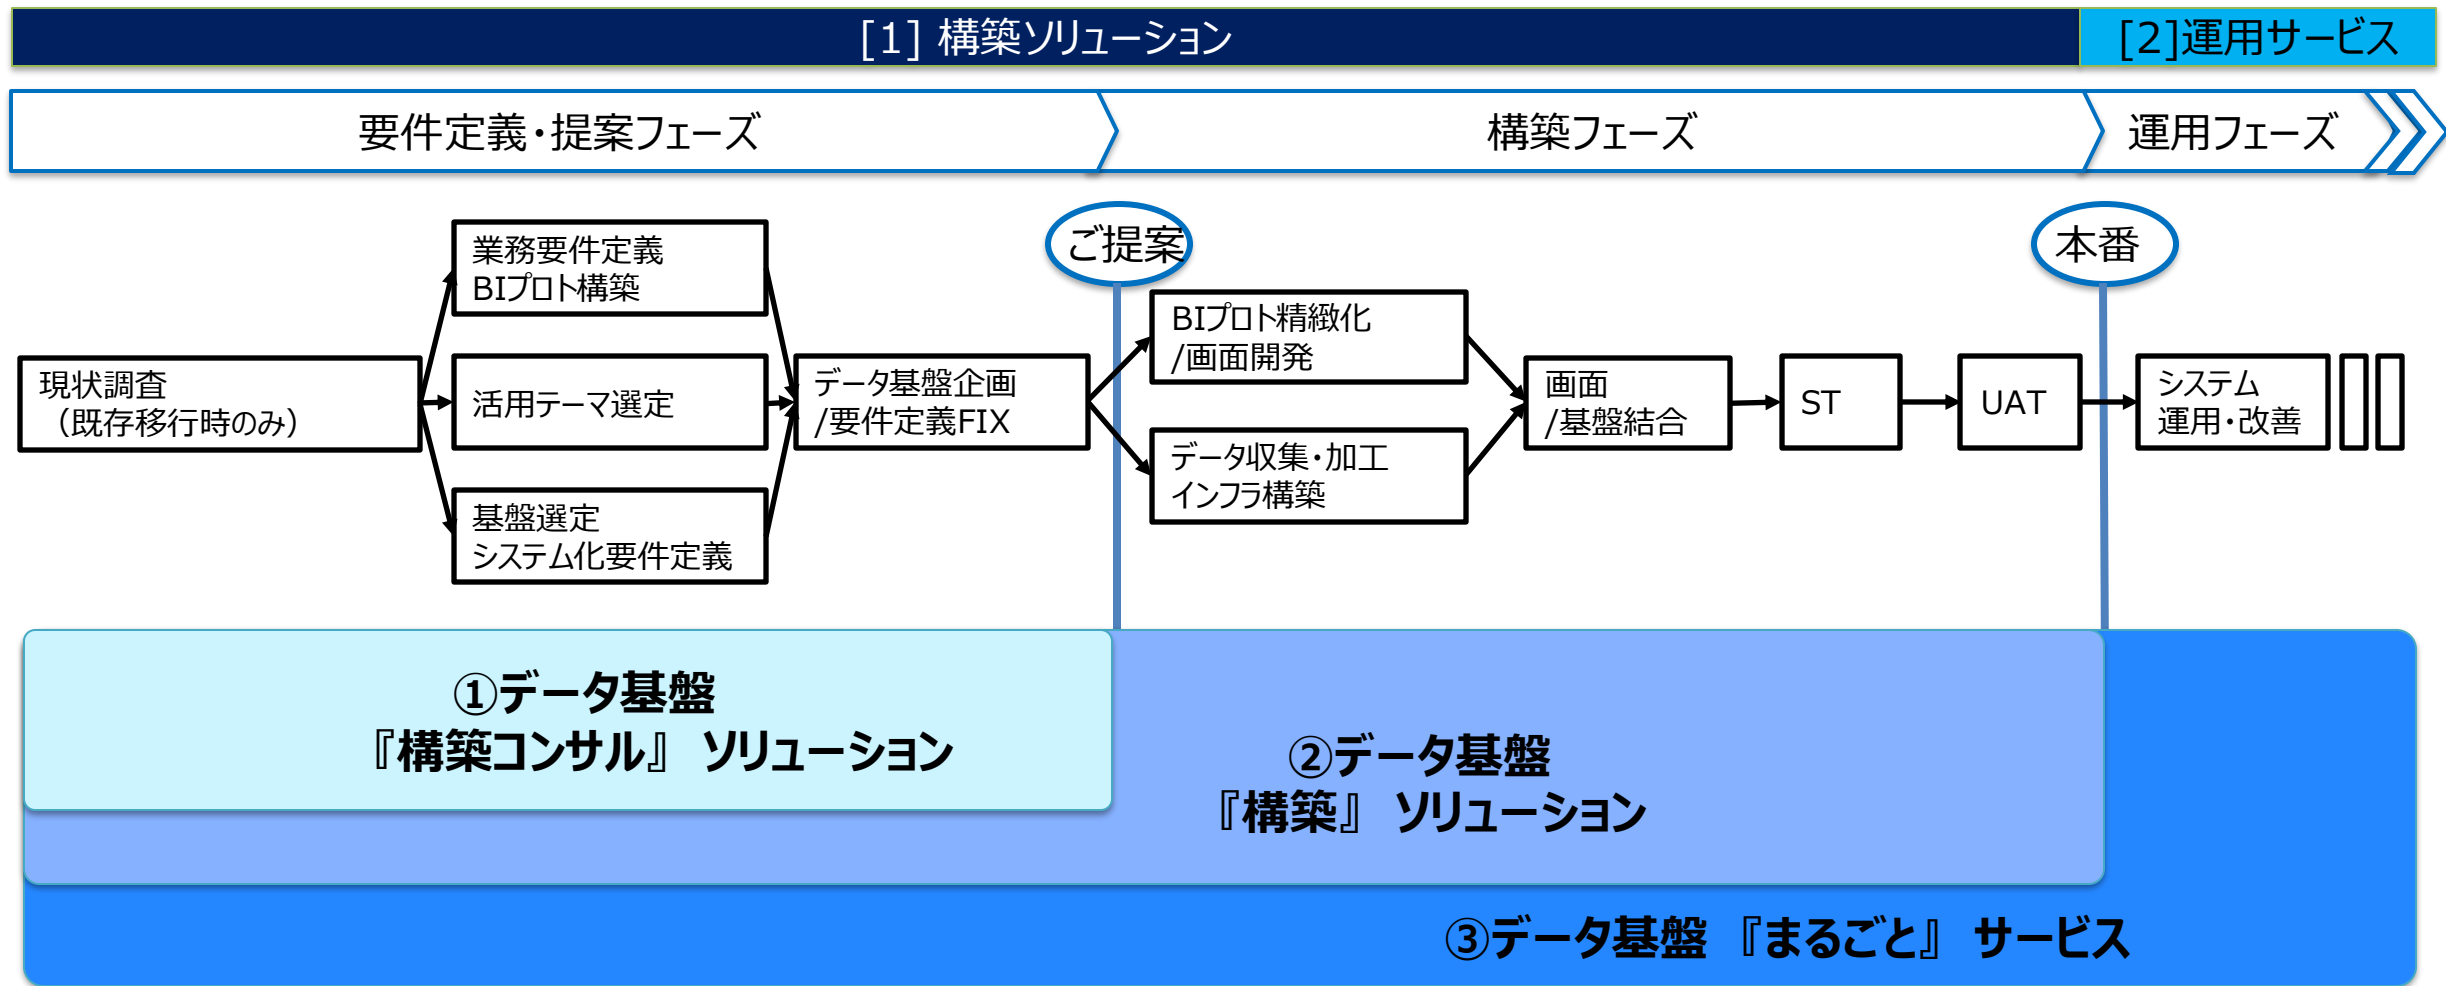 [1] 構築ソリューション
[2]運用サービス
要件定義・提案フェーズ
構築フェーズ
運用フェーズ
ご提案
本番
業務要件定義
BIプロト構築
現状調査
（既存移行時のみ）
活用テーマ選定
基盤選定
システム化要件定義
データ基盤企画
/要件定義FIX
BIプロト精緻化
/画面開発
データ収集・加工
インフラ構築
画面
/基盤結合
ST
UAT
システム
運用・改善
①データ基盤
『構築コンサル』 ソリューション
②データ基盤
『構築』 ソリューション
③データ基盤 『まるごと』 サービス